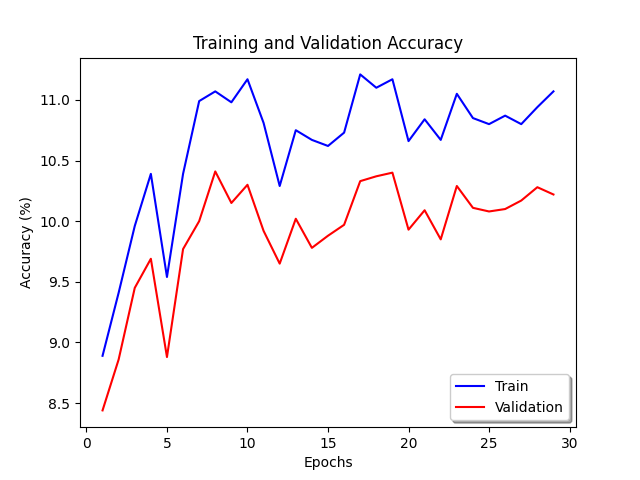 Training and Validation Accuracy
Accuracy (%)
11.0
10.5
10.0
9.5
9.0
8.5
Train
Validation
0 5 10 15 20 25 30
Epochs